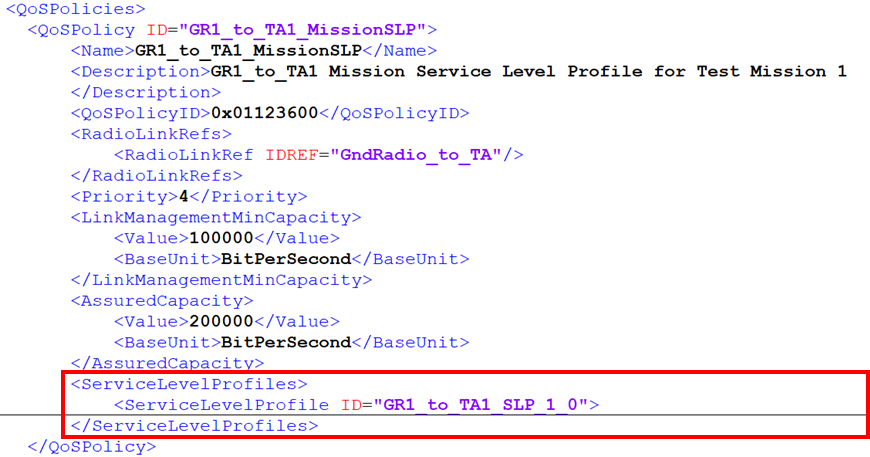 <QoSPolicies>
<QoSPolicy ID="GR1_to_TA1_MissionSLP">
<Name>GR1_to_TA1_MissionSLP</Name>
<Description>GR1_to_TA1 Mission Service Level Profile for Test Mission 1
</Description>
<QoSPolicyID>0x01123600</QoSPolicyID>
<RadioLinkRefs>
<RadioLinkRef IDREF="GndRadio_to_TA"/>
</RadioLinkRefs>
<Priority>4</Priority>
<LinkManagementMinCapacity>
<Value>100000</Value>
<BaseUnit>BitPerSecond</BaseUnit>
</LinkManagementMinCapacity>
<AssuredCapacity>
<Value>200000</Value>
<BaseUnit>BitPerSecond</BaseUnit>
</AssuredCapacity>
<ServiceLevelProfiles>
<ServiceLevelProfile ID="GR1_to_TA1_SLP_1_0">
</ServiceLevelProfiles>
</QoSPolicy>